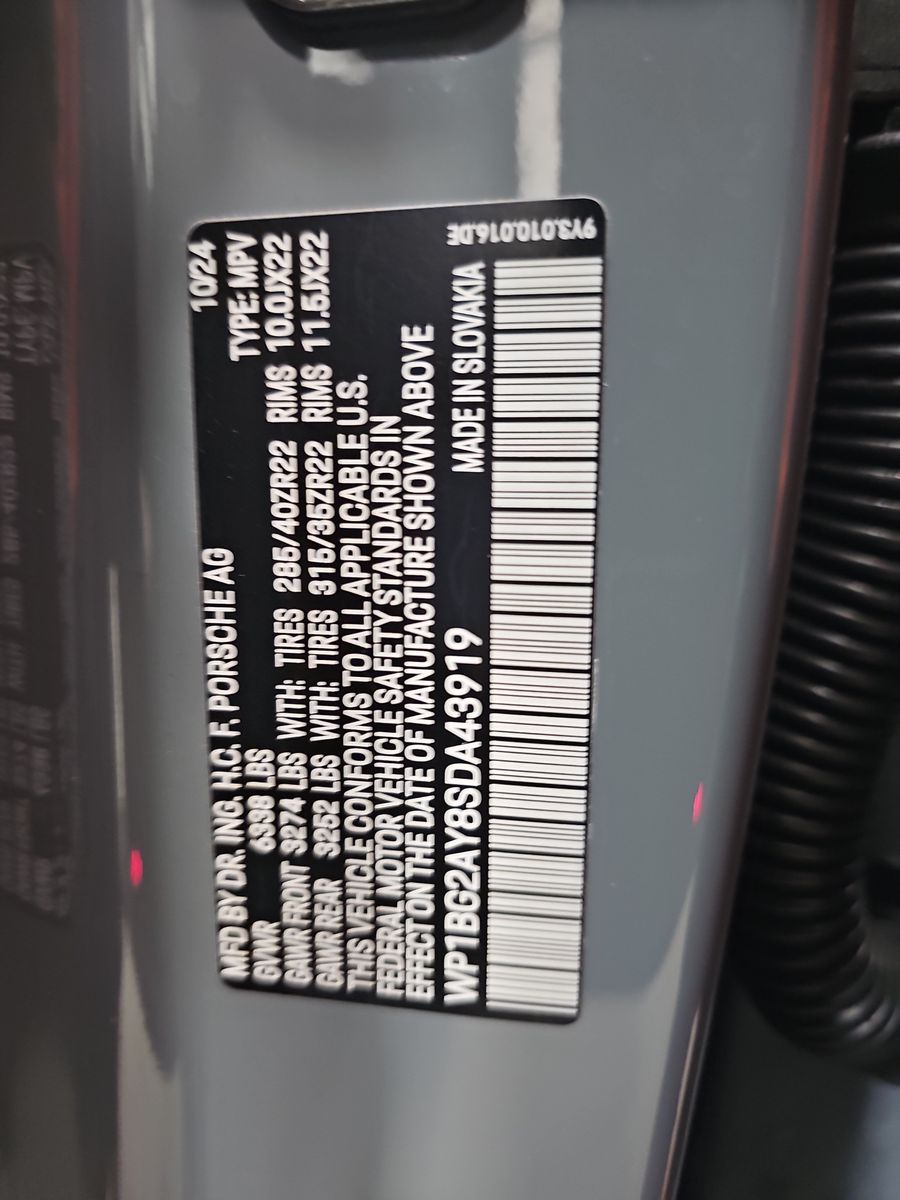 MFD BY DR. ING. H.C. F. PORSCHE AG 10/24
GVWR 6338 LBS TYPE: MPV
GAWR FRONT 3274 LBS WITH: TIRES 285/40ZR22 RIMS 10.0JX22
GAWR REAR 3252 LBS WITH: TIRES 315/35ZR22 RIMS 11.5JX22
THIS VEHICLE CONFORMS TO ALL APPLICABLE U.S.
FEDERAL MOTOR VEHICLE SAFETY STANDARDS IN
EFFECT ON THE DATE OF MANUFACTURE SHOWN ABOVE
WP1BG2AY8SDA43919 MADE IN SLOVAKIA
9Y3.010.016.DE